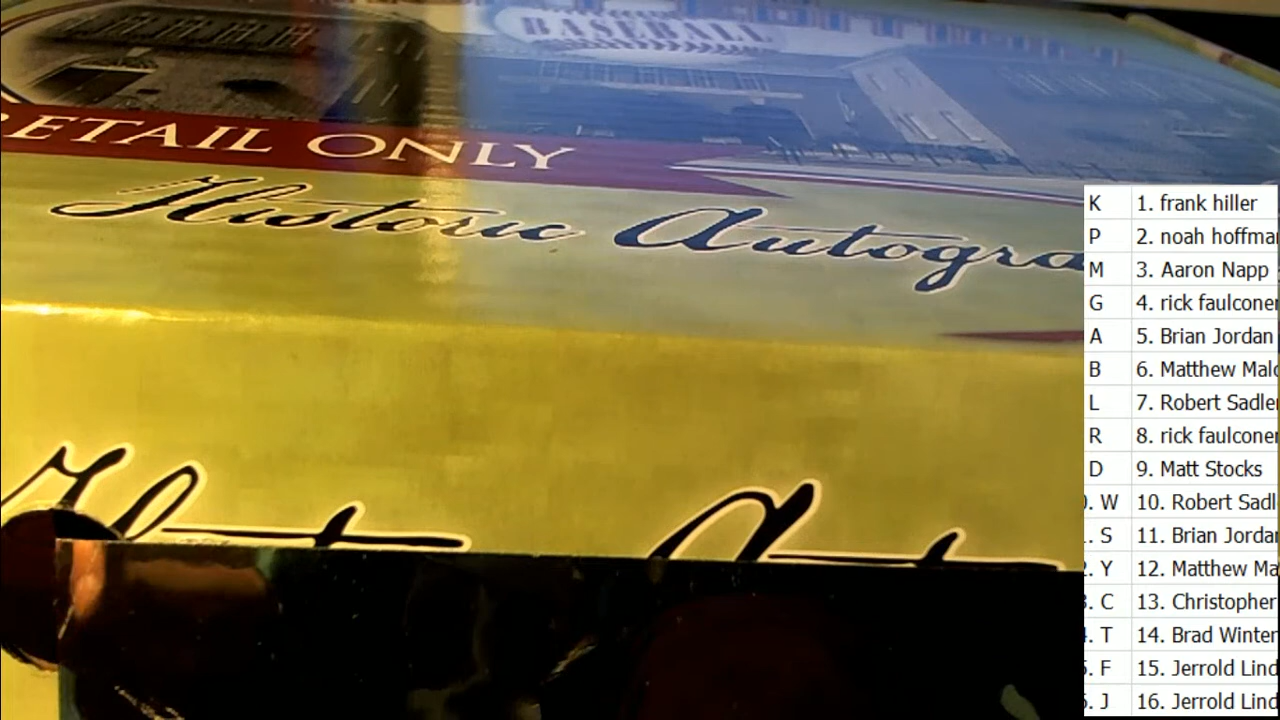 BASEBALL
RETAIL ONLY
Historic Autogra
K 1. frank hiller
P 2. noah hoffma
M 3. Aaron Napp
G 4. rick faulconer
A 5. Brian Jordan
B 6. Matthew Malo
L 7. Robert Sadler
R 8. rick faulconer
D 9. Matt Stocks
. W 10. Robert Sadl
. S 11. Brian Jordan
. Y 12. Matthew Ma
. C 13. Christopher
. T 14. Brad Winter
. F 15. Jerrold Lind
. J 16. Jerrold Lind